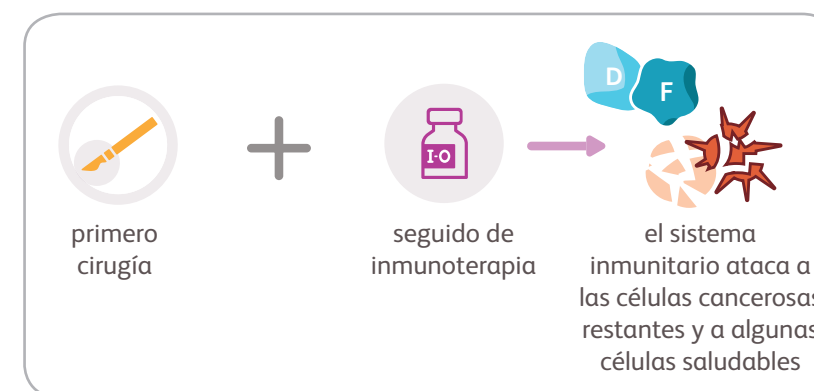 D
F
I-O
primero
cirugía
seguido de
inmunoterapia
el sistema
inmunitario ataca a
las células cancerosas
restantes y a algunas
células saludables